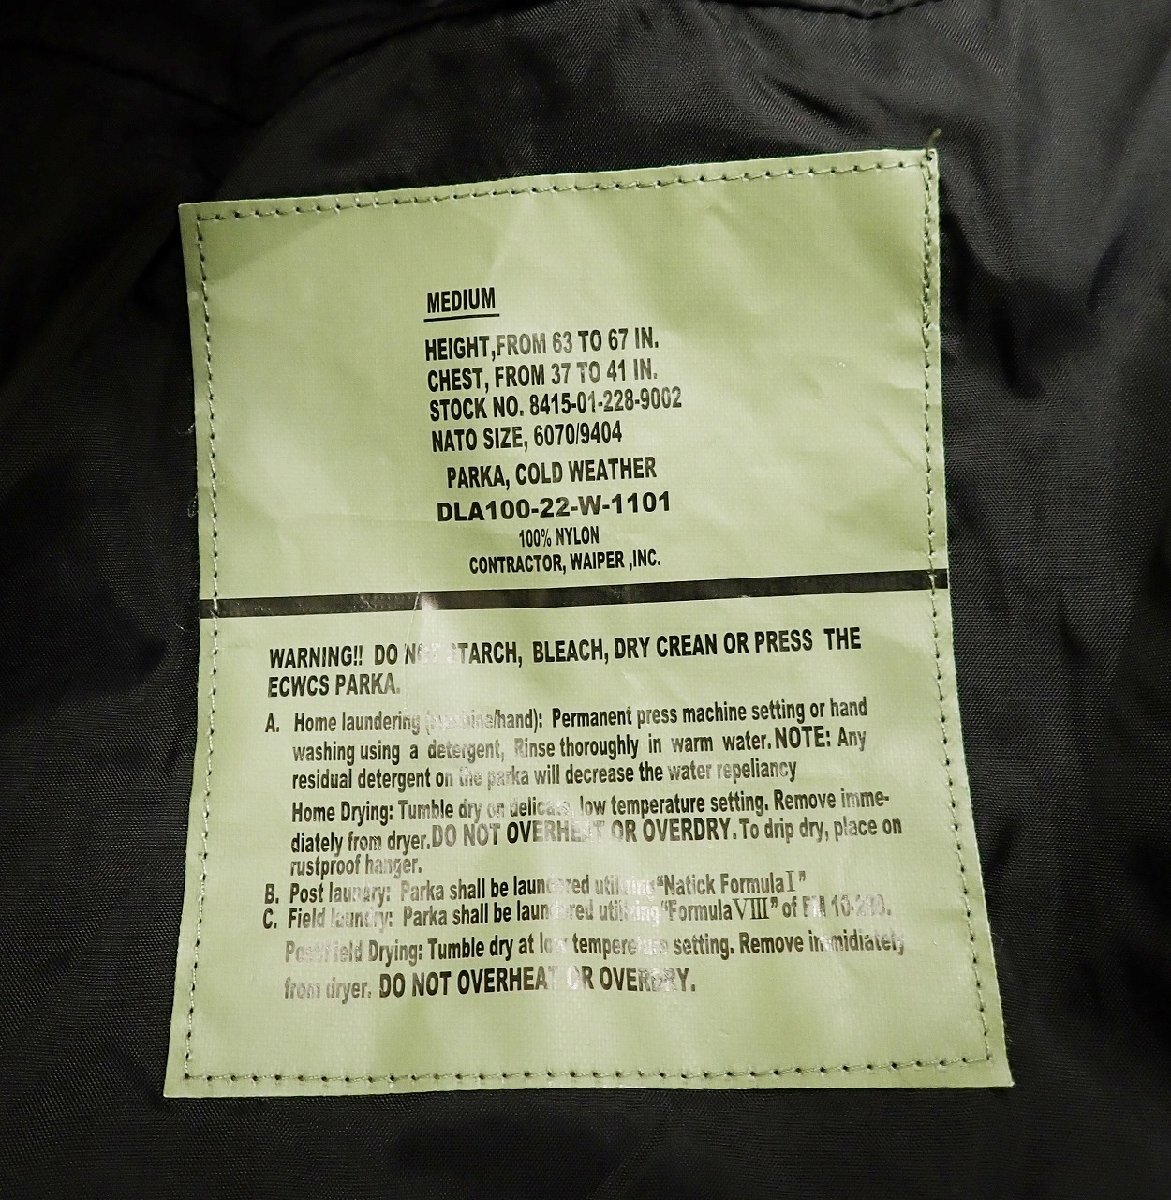 MEDIUM
HEIGHT,FROM 63 TO 67 IN.
CHEST, FROM 37 TO 41 IN.
STOCK NO. 8415-01-228-9002
NATO SIZE, 6070/9404
PARKA, COLD WEATHER
DLA100-22-W-1101
100% NYLON
CONTRACTOR, WAIPER ,INC.
WARNING!! DO NOT STARCH, BLEACH, DRY CREAN OR PRESS THE
ECWCS PARKA.
A. Home laundering (machine/hand): Permanent press machine setting or hand
washing using a detergent, Rinse thoroughly in warm water. NOTE: Any
residual detergent on the parka will decrease the water repeliancy
Home Drying: Tumble dry on delicate, low temperature setting. Remove imme-
diately from dryer. DO NOT OVERHEAT OR OVERDRY. To drip dry, place on
rustproof hanger.
B. Post laundry: Parka shall be laundered utilizing "Natick Formula I"
C. Field laundry: Parka shall be laundered utilizing "Formula VIII" of
Post/Field Drying: Tumble dry at low setting. Remove immidiately
from dryer. DO NOT OVERHEAT OR OVERDRY.